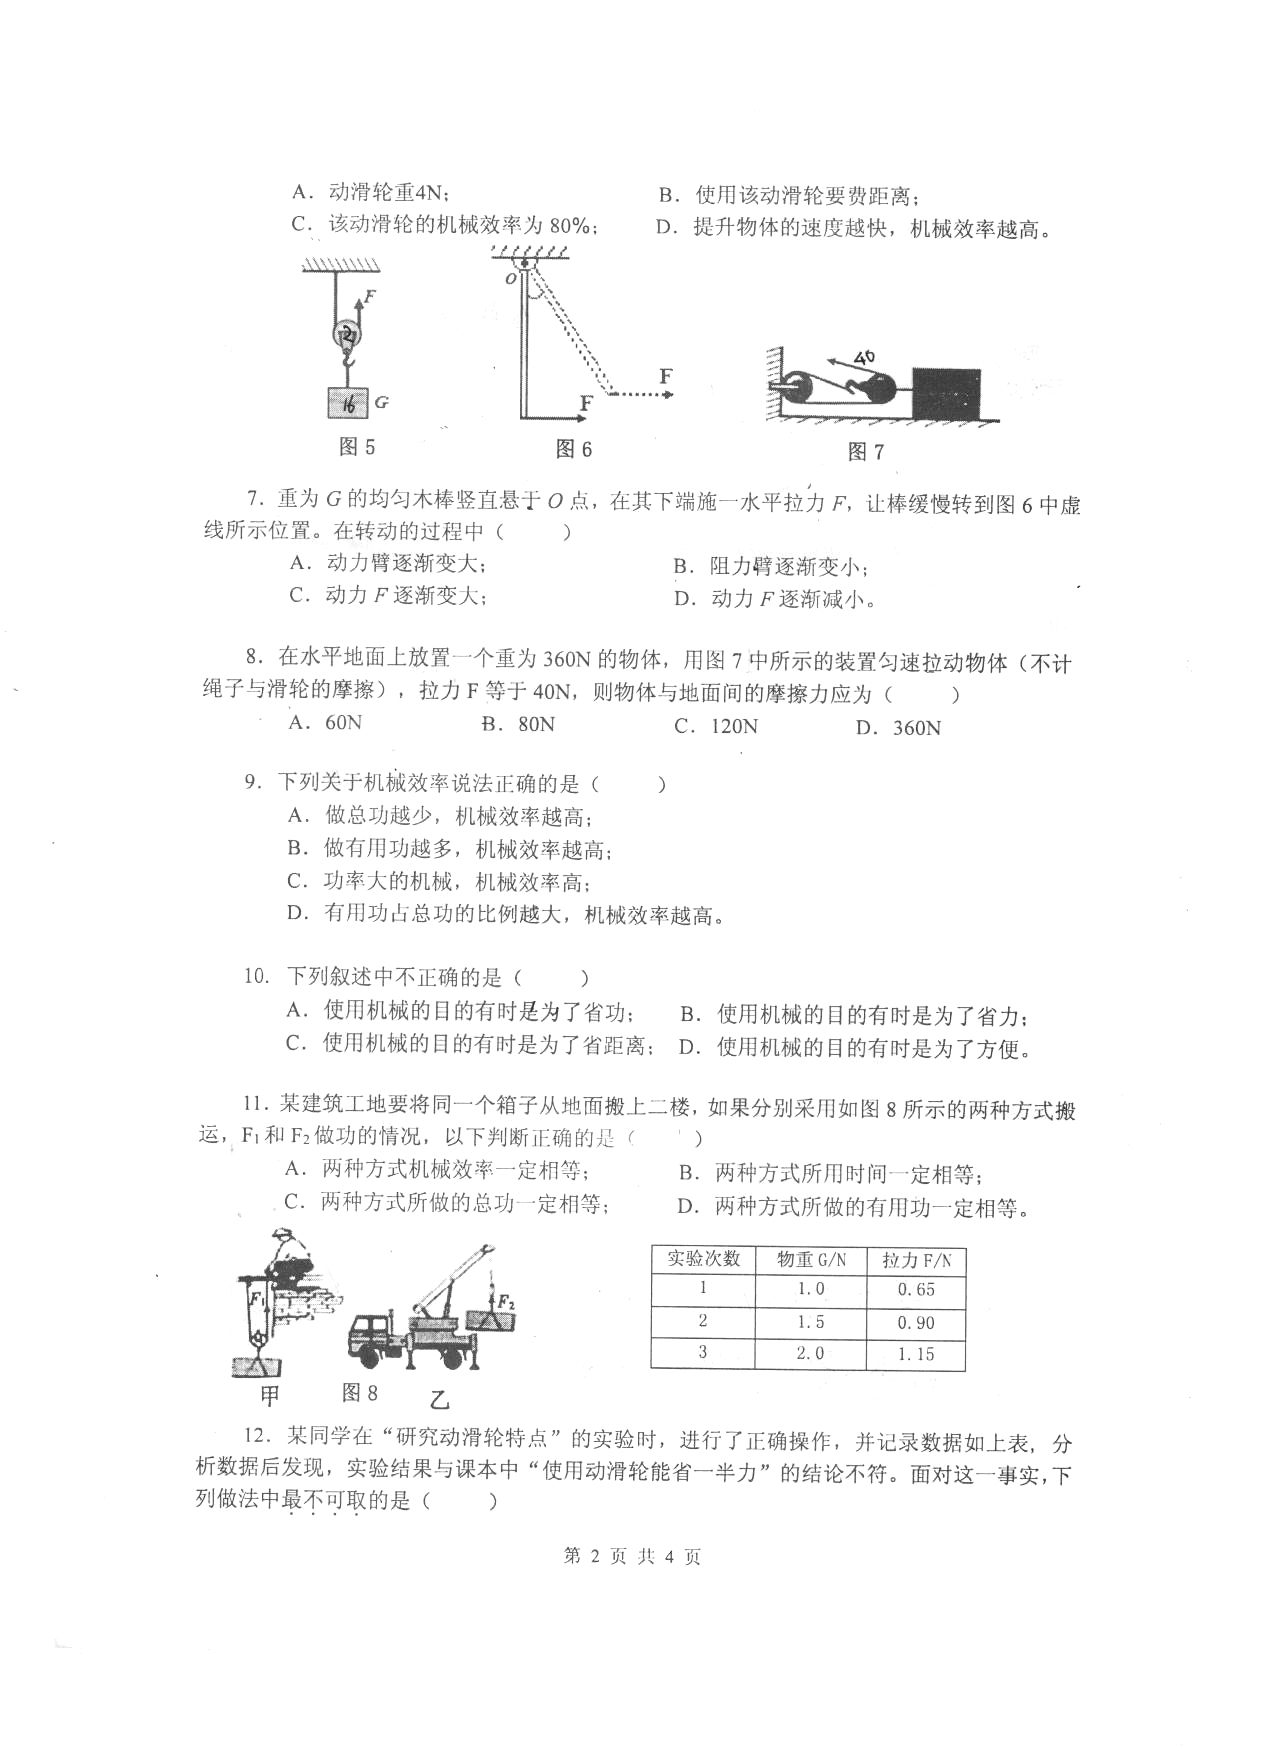 A. 动滑轮重4N; B. 使用该动滑轮要费距离;
C. 该动滑轮的机械效率为 80%; D. 提升物体的速度越快，机械效率越高。
F
2
16
G
图 5
O
F
F
图 6
40
图 7
7. 重为 G 的均匀木棒竖直悬于 O 点，在其下端施一水平拉力 F，让棒缓慢转到图 6 中虚
线所示位置。在转动的过程中（ ）
A. 动力臂逐渐变大; B. 阻力臂逐渐变小;
C. 动力 F 逐渐变大; D. 动力 F 逐渐减小。
8. 在水平地面上放置一个重为 360N 的物体，用图 7 中所示的装置匀速拉动物体（不计
绳子与滑轮的摩擦），拉力 F 等于 40N，则物体与地面间的摩擦力应为（ ）
A. 60N B. 80N C. 120N D. 360N
9. 下列关于机械效率说法正确的是（ ）
A. 做总功越少，机械效率越高;
B. 做有用功越多，机械效率越高;
C. 功率大的机械，机械效率高;
D. 有用功占总功的比例越大，机械效率越高。
10. 下列叙述中不正确的是（ ）
A. 使用机械的目的有时是为了省功; B. 使用机械的目的有时是为了省力;
C. 使用机械的目的有时是为了省距离; D. 使用机械的目的有时是为了方便。
11. 某建筑工地要将同一个箱子从地面搬上二楼，如果分别采用如图 8 所示的两种方式搬
运，F₁和 F₂做功的情况，以下判断正确的是（ ）
A. 两种方式机械效率一定相等; B. 两种方式所用时间一定相等;
C. 两种方式所做的总功一定相等; D. 两种方式所做的有用功一定相等。
F₁
F₂
甲 图 8 乙
实验次数 物重 G/N 拉力 F/N
1 1.0 0.65
2 1.5 0.90
3 2.0 1.15
12. 某同学在“研究动滑轮特点”的实验时，进行了正确操作，并记录数据如上表，分
析数据后发现，实验结果与课本中“使用动滑轮能省一半力”的结论不符。面对这一事实，下
列做法中最不可取的是（ ）
第 2 页 共 4 页